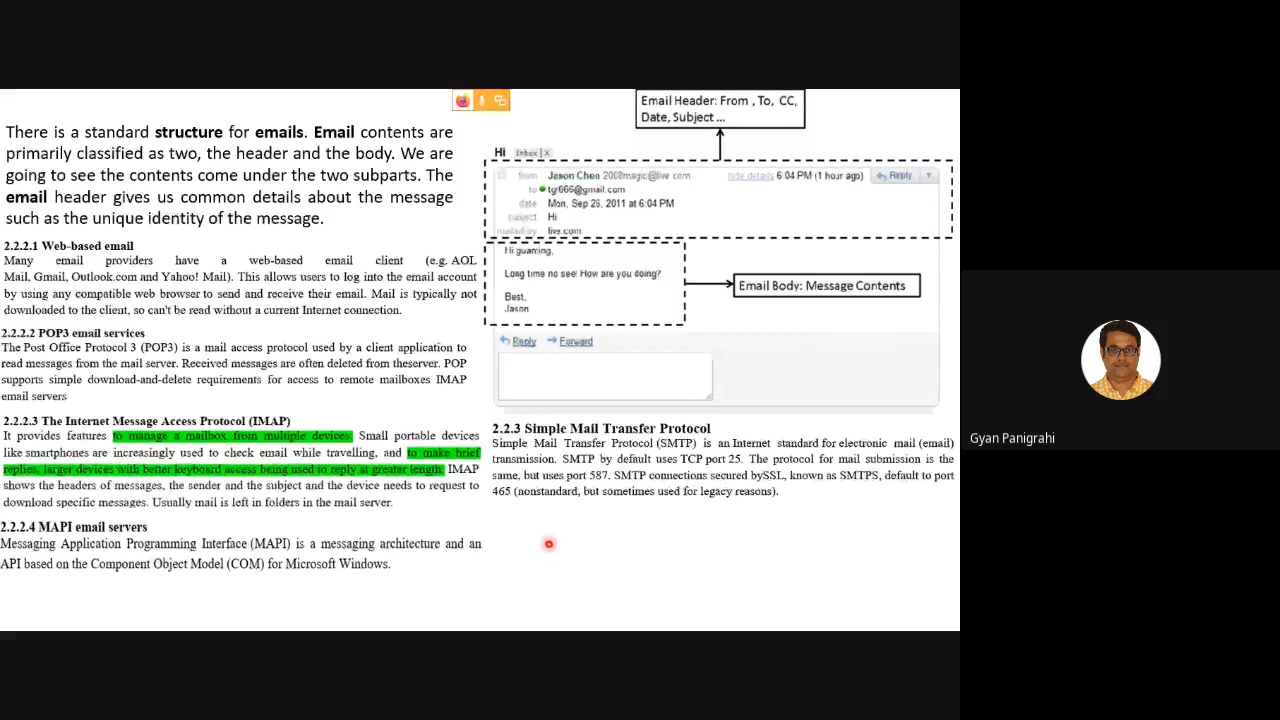 There is a standard structure for emails. Email contents are
primarily classified as two, the header and the body. We are
going to see the contents come under the two subparts. The
email header gives us common details about the message
such as the unique identity of the message.
2.2.2.1 Web-based email
Many email providers have a web-based email client (e.g. AOL
Mail, Gmail, Outlook.com and Yahoo! Mail). This allows users to log into the email account
by using any compatible web browser to send and receive their email. Mail is typically not
downloaded to the client, so can't be read without a current Internet connection.
2.2.2.2 POP3 email services
The Post Office Protocol 3 (POP3) is a mail access protocol used by a client application to
read messages from the mail server. Received messages are often deleted from theserver. POP
supports simple download-and-delete requirements for access to remote mailboxes IMAP
email servers
2.2.2.3 The Internet Message Access Protocol (IMAP)
It provides features to manage a mailbox from multiple devices. Small portable devices
like smartphones are increasingly used to check email while travelling, and to make brief
replies, larger devices with better keyboard access being used to reply at greater length. IMAP
shows the headers of messages, the sender and the subject and the device needs to request to
download specific messages. Usually mail is left in folders in the mail server.
2.2.2.4 MAPI email servers
Messaging Application Programming Interface (MAPI) is a messaging architecture and an
API based on the Component Object Model (COM) for Microsoft Windows.
Email Header: From , To, CC,
Date, Subject ...
Hi Inbox | X
from Jason Chen 2008magic@live.com hide details 6:04 PM (1 hour ago) Reply
to tgi666@gmail.com
date Mon, Sep 26, 2011 at 6:04 PM
subject Hi
mailed-by live.com
Hi guanting,
Long time no see! How are you doing?
Best,
Jason
Email Body: Message Contents
Reply Forward
2.2.3 Simple Mail Transfer Protocol
Simple Mail Transfer Protocol (SMTP) is an Internet standard for electronic mail (email)
transmission. SMTP by default uses TCP port 25. The protocol for mail submission is the
same, but uses port 587. SMTP connections secured bySSL, known as SMTPS, default to port
465 (nonstandard, but sometimes used for legacy reasons).
Gyan Panigrahi